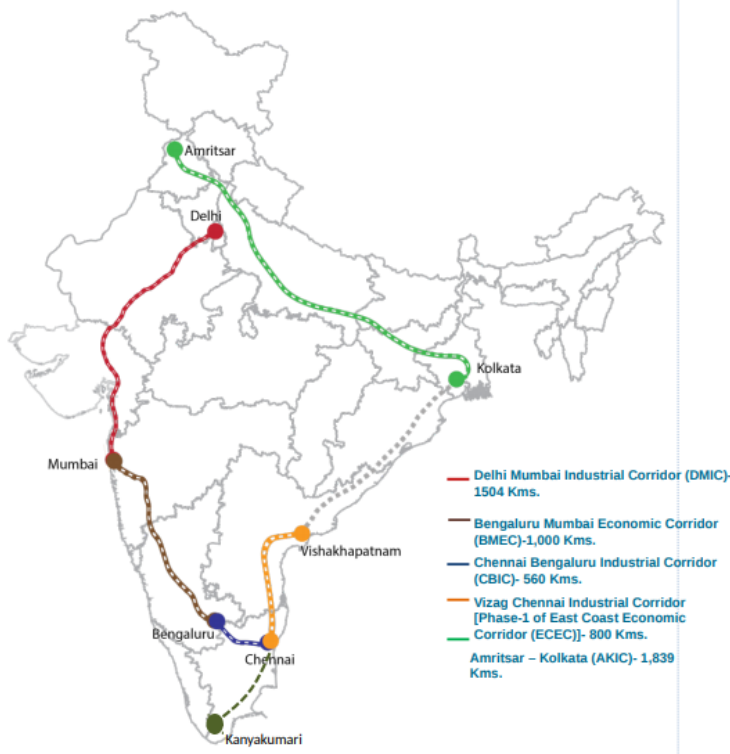 Amritsar
Delhi
Kolkata
Mumbai
Vishakhapatnam
Bengaluru
Chennai
Kanyakumari
Delhi Mumbai Industrial Corridor (DMIC)-
1504 Kms.
Bengaluru Mumbai Economic Corridor
(BMEC)-1,000 Kms.
Chennai Bengaluru Industrial Corridor
(CBIC)- 560 Kms.
Vizag Chennai Industrial Corridor
[Phase-1 of East Coast Economic
Corridor (ECEC)]- 800 Kms.
Amritsar – Kolkata (AKIC)- 1,839
Kms.